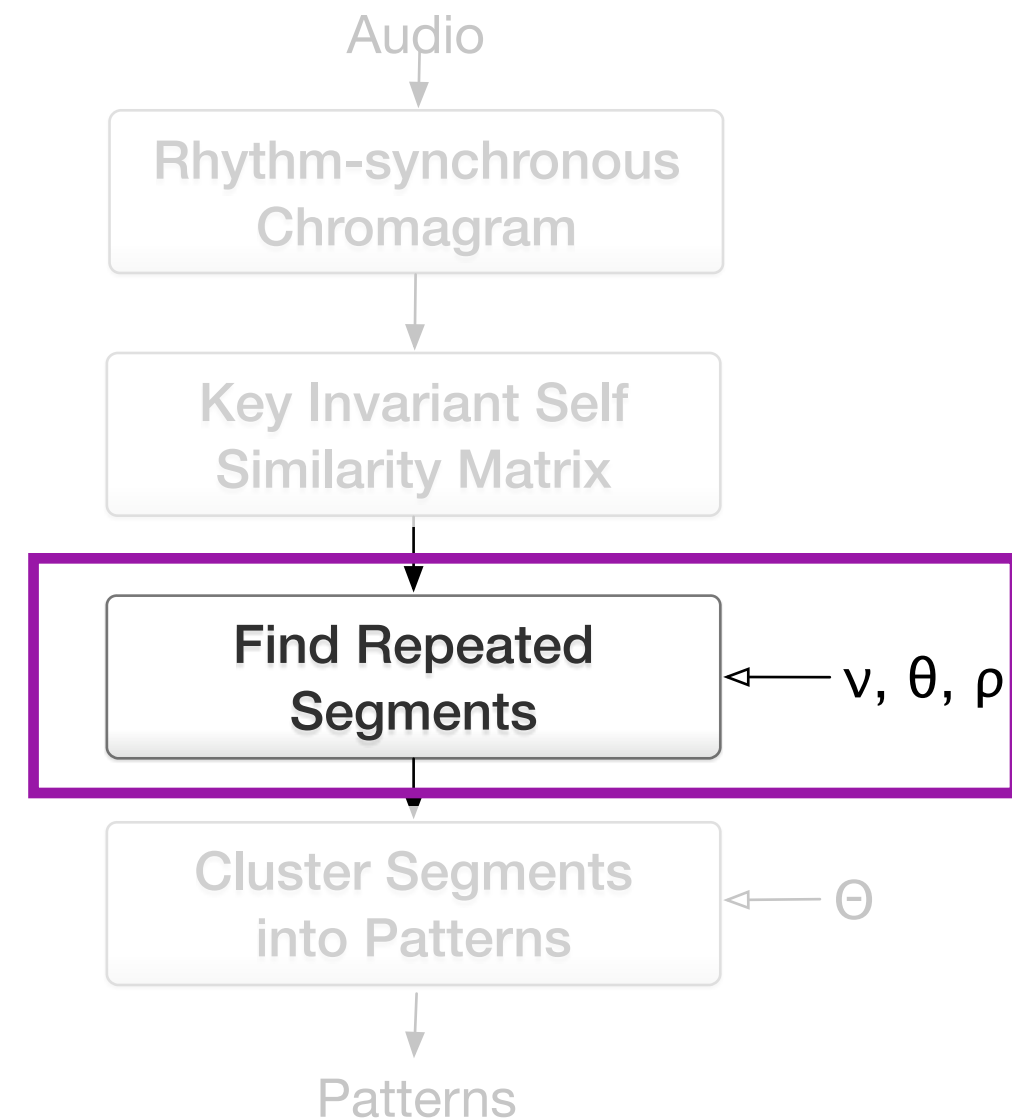 Audio
Rhythm-synchronous
Chromagram
Key Invariant Self
Similarity Matrix
Find Repeated
Segments
ν, θ, ρ
Cluster Segments
into Patterns
Θ
Patterns